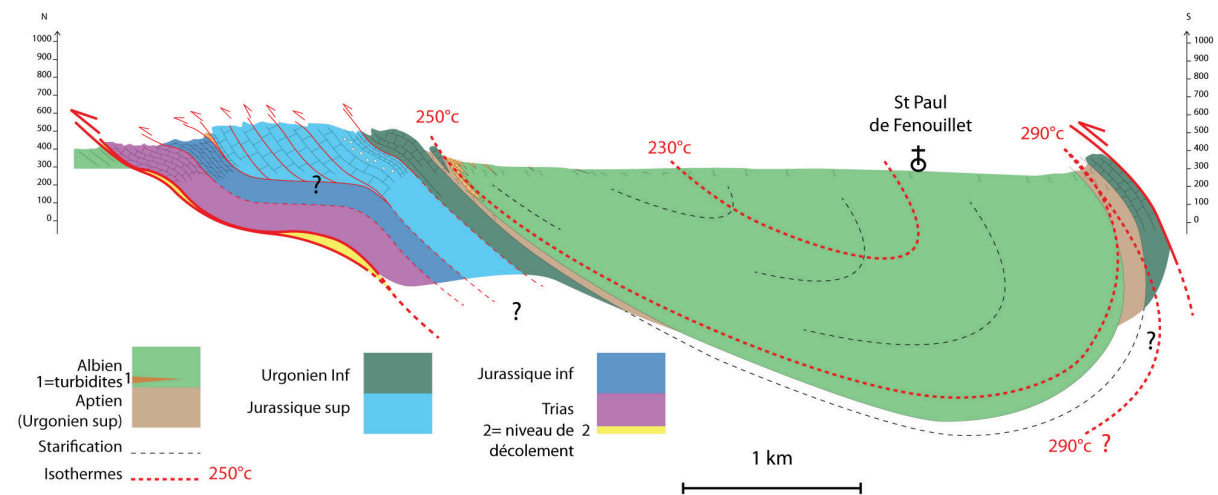 N
S
1000
900
800
700
600
500
400
300
200
100
0
1000
900
800
700
600
500
400
300
200
100
0
250°c
230°c
St Paul
de Fenouillet
290°c
?
?
?
290°c ?
Albien
1=turbidites 1
Aptien
(Urgonien sup)
Starification
Isothermes
250°c
Urgonien Inf
Jurassique sup
Jurassique inf
Trias
2= niveau de 2
décolement
1 km